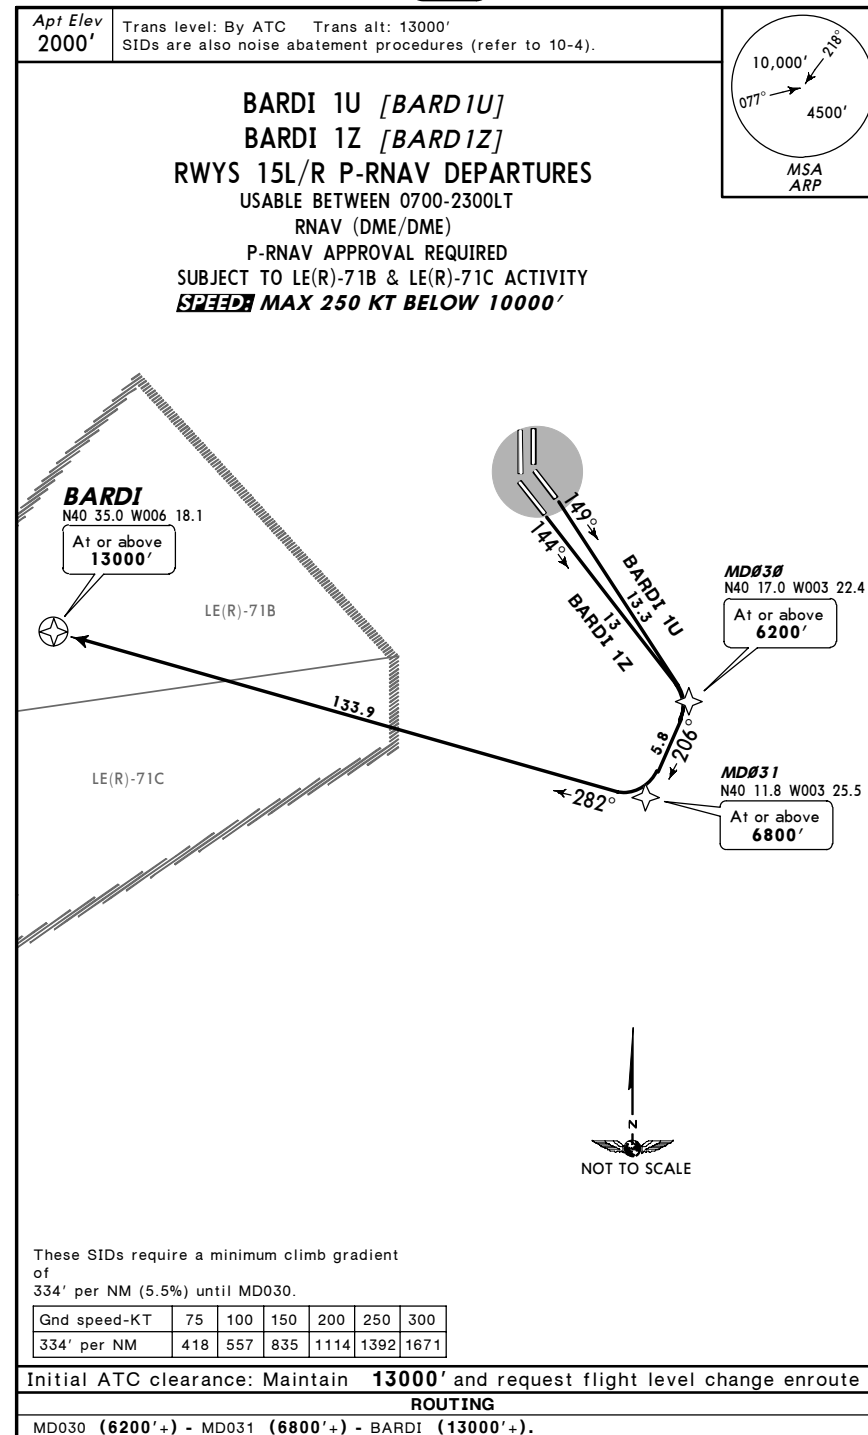 Apt Elev
2000'
Trans level: By ATC Trans alt: 13000'
SIDs are also noise abatement procedures (refer to 10-4).
10,000'
218°
077°
4500'
MSA
ARP
BARDI 1U [BARD1U]
BARDI 1Z [BARD1Z]
RWYS 15L/R P-RNAV DEPARTURES
USABLE BETWEEN 0700-2300LT
RNAV (DME/DME)
P-RNAV APPROVAL REQUIRED
SUBJECT TO LE(R)-71B & LE(R)-71C ACTIVITY
SPEED: MAX 250 KT BELOW 10000'
BARDI
N40 35.0 W006 18.1
At or above
13000'
LE(R)-71B
149°
144°
BARDI 1U
13.3
13
BARDI 1Z
MDØ3Ø
N40 17.0 W003 22.4
At or above
6200'
133.9
5.8
206°
LE(R)-71C
282°
MDØ31
N40 11.8 W003 25.5
At or above
6800'
N
NOT TO SCALE
These SIDs require a minimum climb gradient
of
334' per NM (5.5%) until MD030.
Gnd speed-KT 75 100 150 200 250 300
334' per NM 418 557 835 1114 1392 1671
Initial ATC clearance: Maintain 13000' and request flight level change enroute
ROUTING
MD030 (6200'+) - MD031 (6800'+) - BARDI (13000'+).